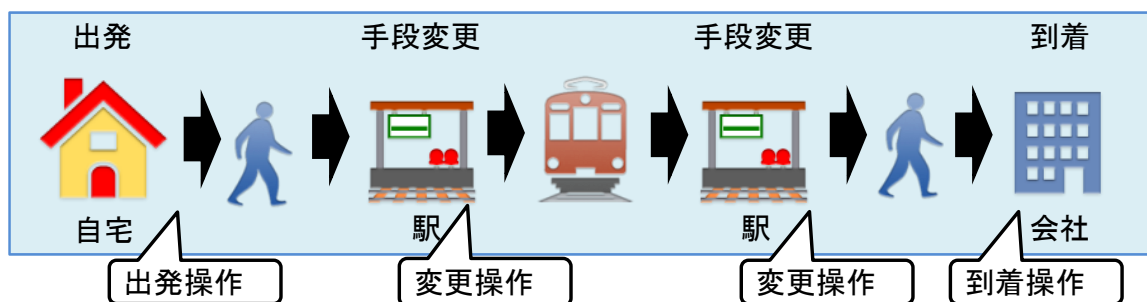 出発
手段変更
手段変更
到着
自宅
駅
駅
会社
出発操作
変更操作
変更操作
到着操作